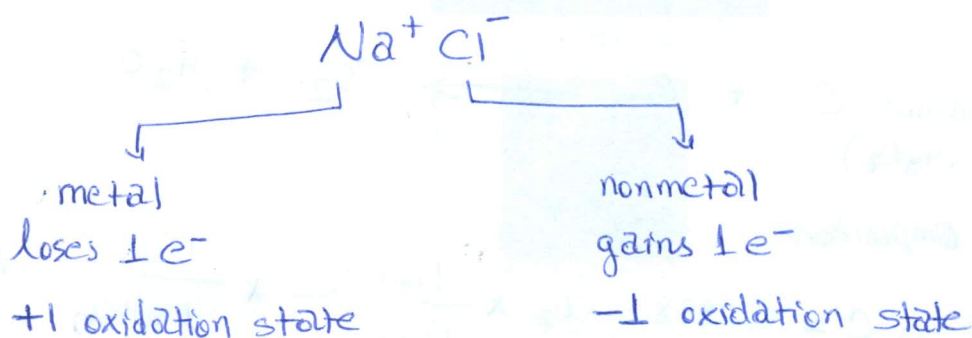 Na⁺ Cl⁻
metal
nonmetal
loses 1 e⁻
gains 1 e⁻
+1 oxidation state
−1 oxidation state